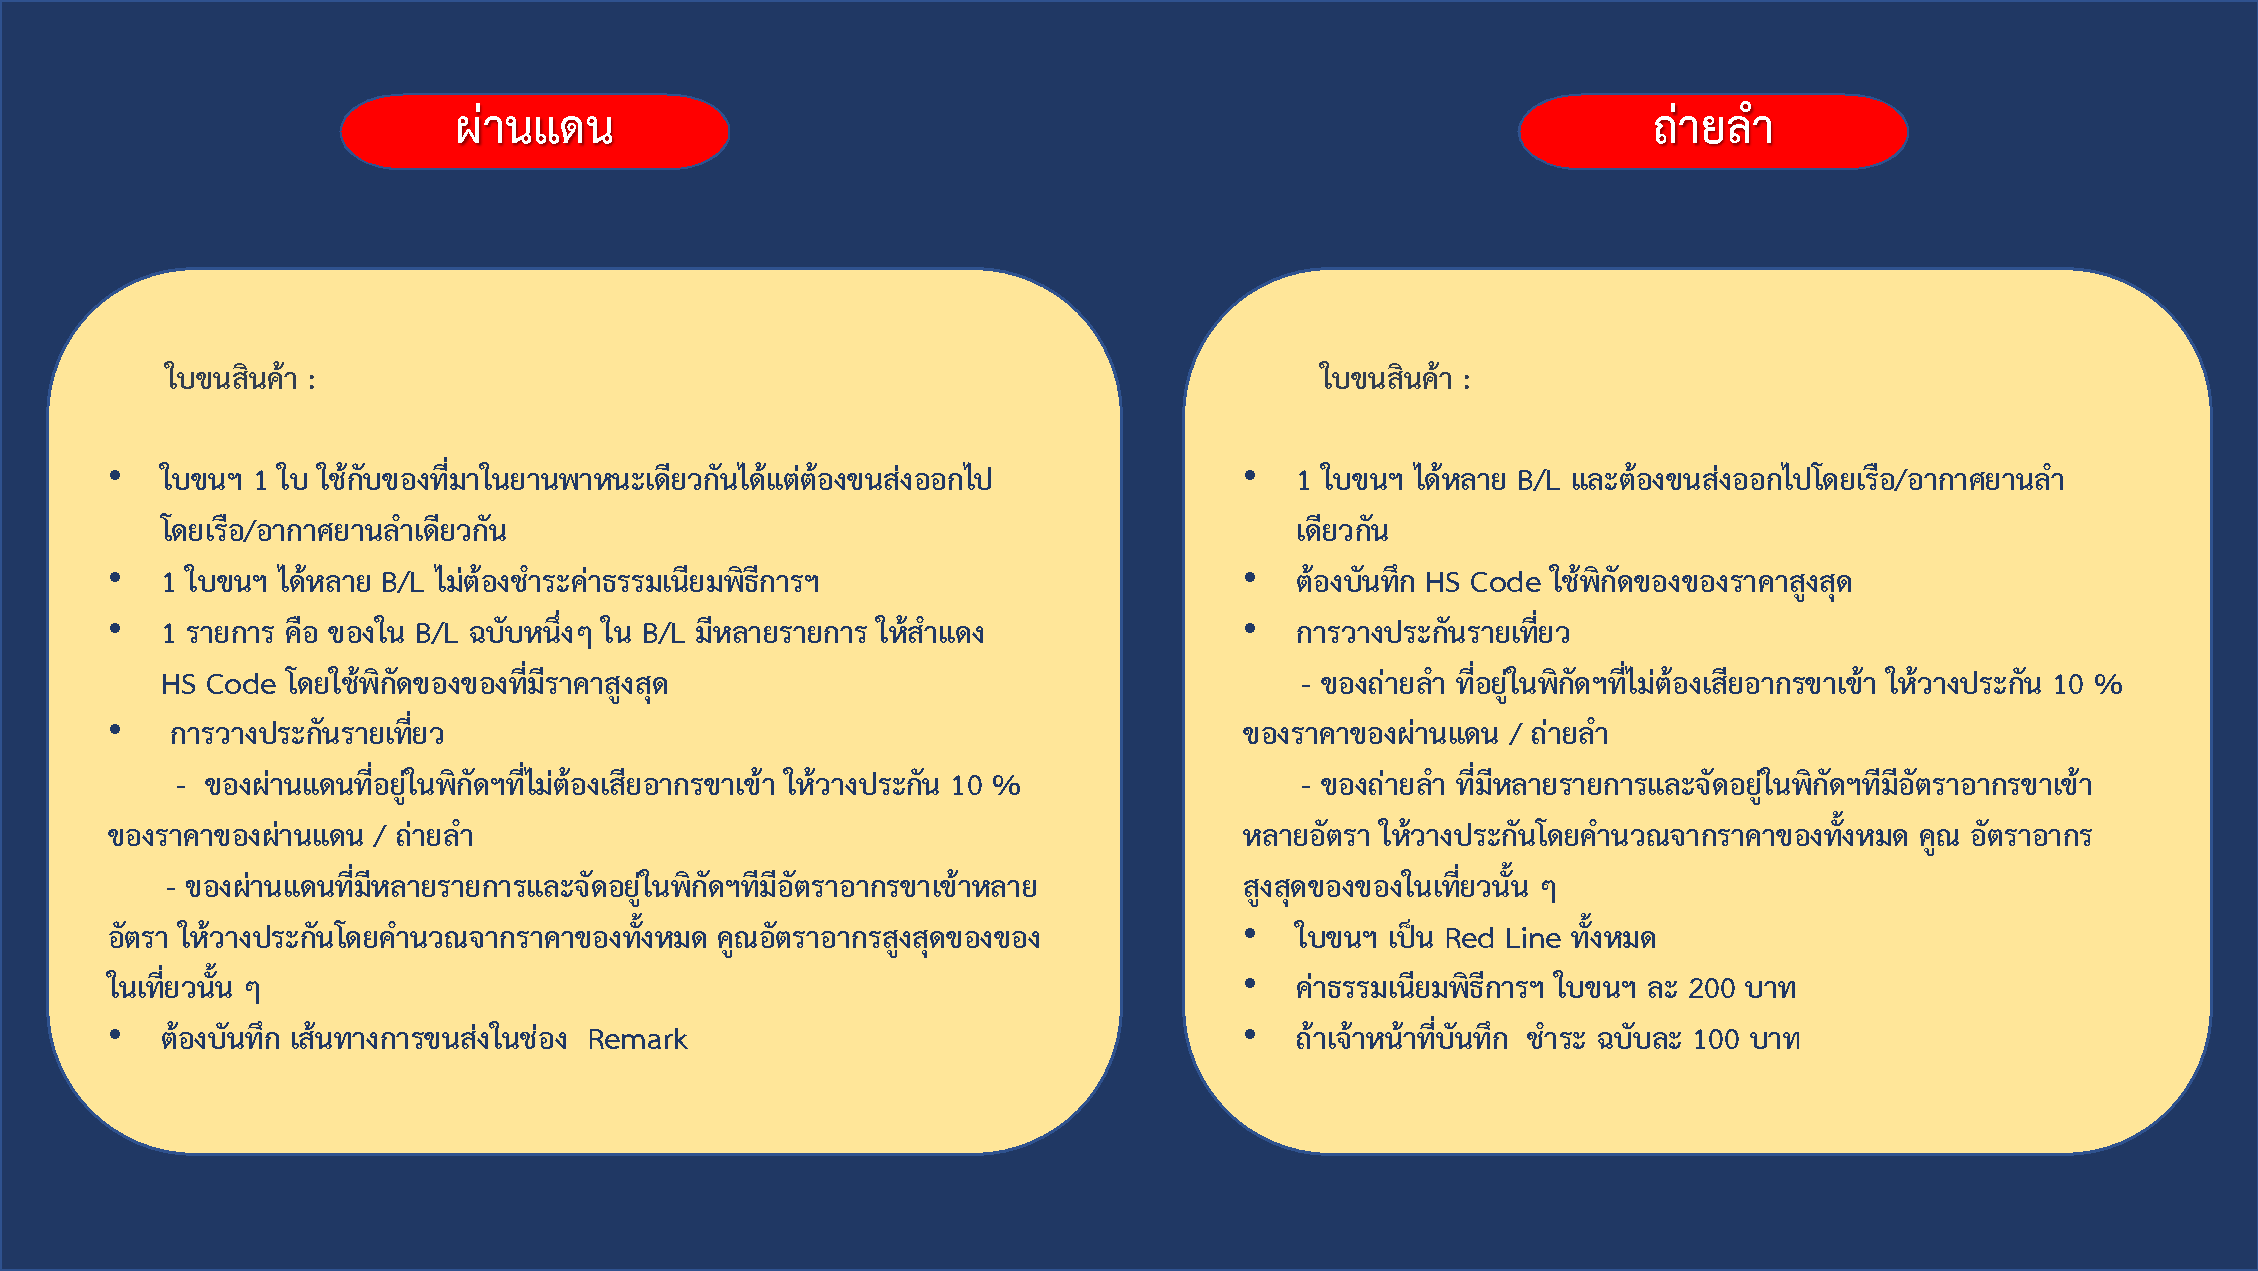 ผ่านแดน
ใบขนสินค้า :
• ใบขนฯ 1 ใบ ใช้กับของที่มาในยานพาหนะเดียวกันได้แต่ต้องขนส่งออกไป
โดยเรือ/อากาศยานลำเดียวกัน
• 1 ใบขนฯ ได้หลาย B/L ไม่ต้องชำระค่าธรรมเนียมพิธีการฯ
• 1 รายการ คือ ของใน B/L ฉบับหนึ่งๆ ใน B/L มีหลายรายการ ให้สำแดง
HS Code โดยใช้พิกัดของของที่มีราคาสูงสุด
• การวางประกันรายเที่ยว
- ของผ่านแดนที่อยู่ในพิกัดฯที่ไม่ต้องเสียอากรขาเข้า ให้วางประกัน 10 %
ของราคาของผ่านแดน / ถ่ายลำ
- ของผ่านแดนที่มีหลายรายการและจัดอยู่ในพิกัดฯทีมีอัตราอากรขาเข้าหลาย
อัตรา ให้วางประกันโดยคำนวณจากราคาของทั้งหมด คูณอัตราอากรสูงสุดของของ
ในเที่ยวนั้น ๆ
• ต้องบันทึก เส้นทางการขนส่งในช่อง Remark
ถ่ายลำ
ใบขนสินค้า :
• 1 ใบขนฯ ได้หลาย B/L และต้องขนส่งออกไปโดยเรือ/อากาศยานลำ
เดียวกัน
• ต้องบันทึก HS Code ใช้พิกัดของของราคาสูงสุด
• การวางประกันรายเที่ยว
- ของถ่ายลำ ที่อยู่ในพิกัดฯที่ไม่ต้องเสียอากรขาเข้า ให้วางประกัน 10 %
ของราคาของผ่านแดน / ถ่ายลำ
- ของถ่ายลำ ที่มีหลายรายการและจัดอยู่ในพิกัดฯทีมีอัตราอากรขาเข้า
หลายอัตรา ให้วางประกันโดยคำนวณจากราคาของทั้งหมด คูณ อัตราอากร
สูงสุดของของในเที่ยวนั้น ๆ
• ใบขนฯ เป็น Red Line ทั้งหมด
• ค่าธรรมเนียมพิธีการฯ ใบขนฯ ละ 200 บาท
• ถ้าเจ้าหน้าที่บันทึก ชำระ ฉบับละ 100 บาท